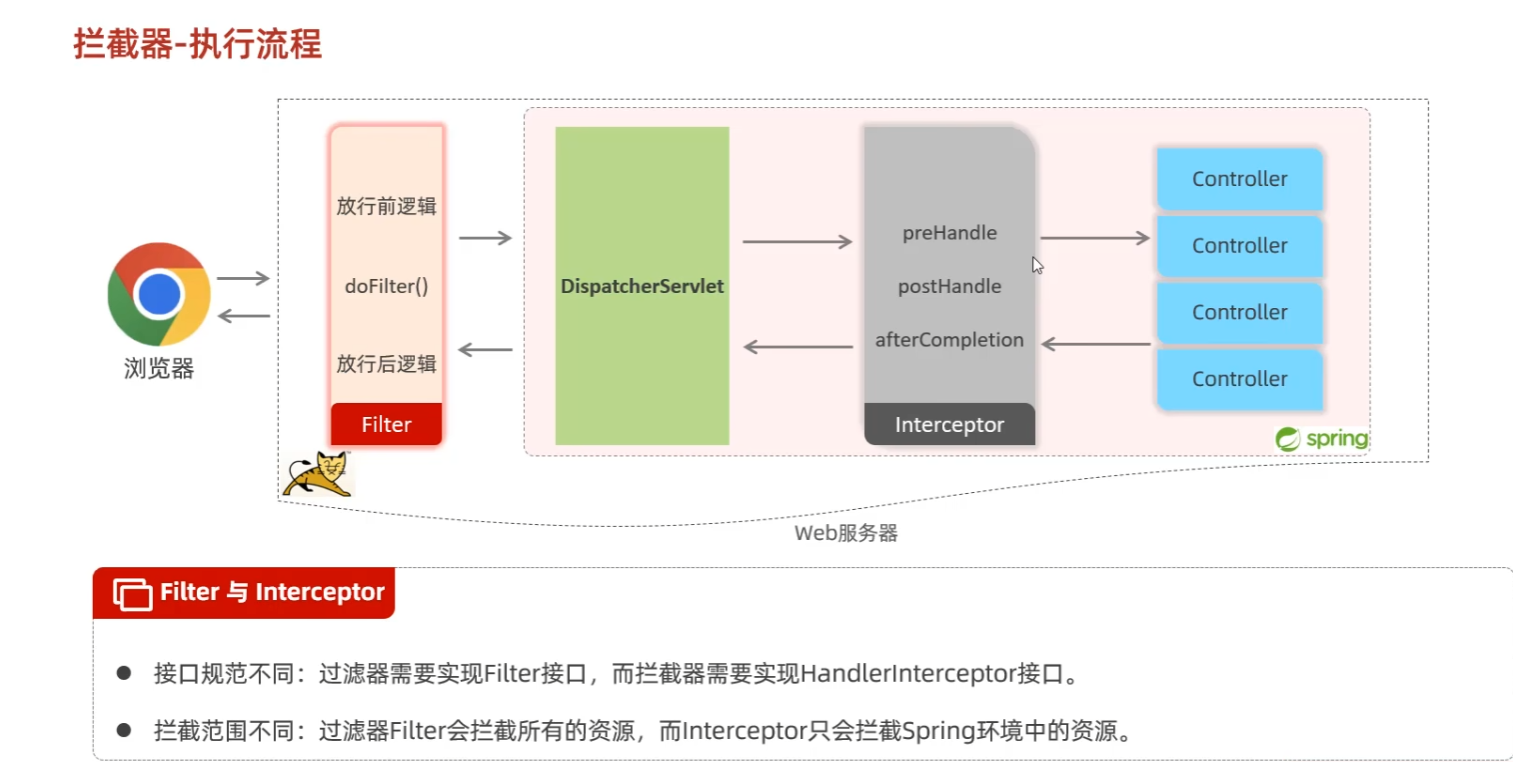 拦截器-执行流程
放行前逻辑
doFilter()
放行后逻辑
Filter
浏览器
DispatcherServlet
preHandle
postHandle
afterCompletion
Interceptor
Controller
Controller
Controller
Controller
spring
Web服务器
Filter 与 Interceptor
接口规范不同：过滤器需要实现Filter接口，而拦截器需要实现HandlerInterceptor接口。
拦截范围不同：过滤器Filter会拦截所有的资源，而Interceptor只会拦截Spring环境中的资源。